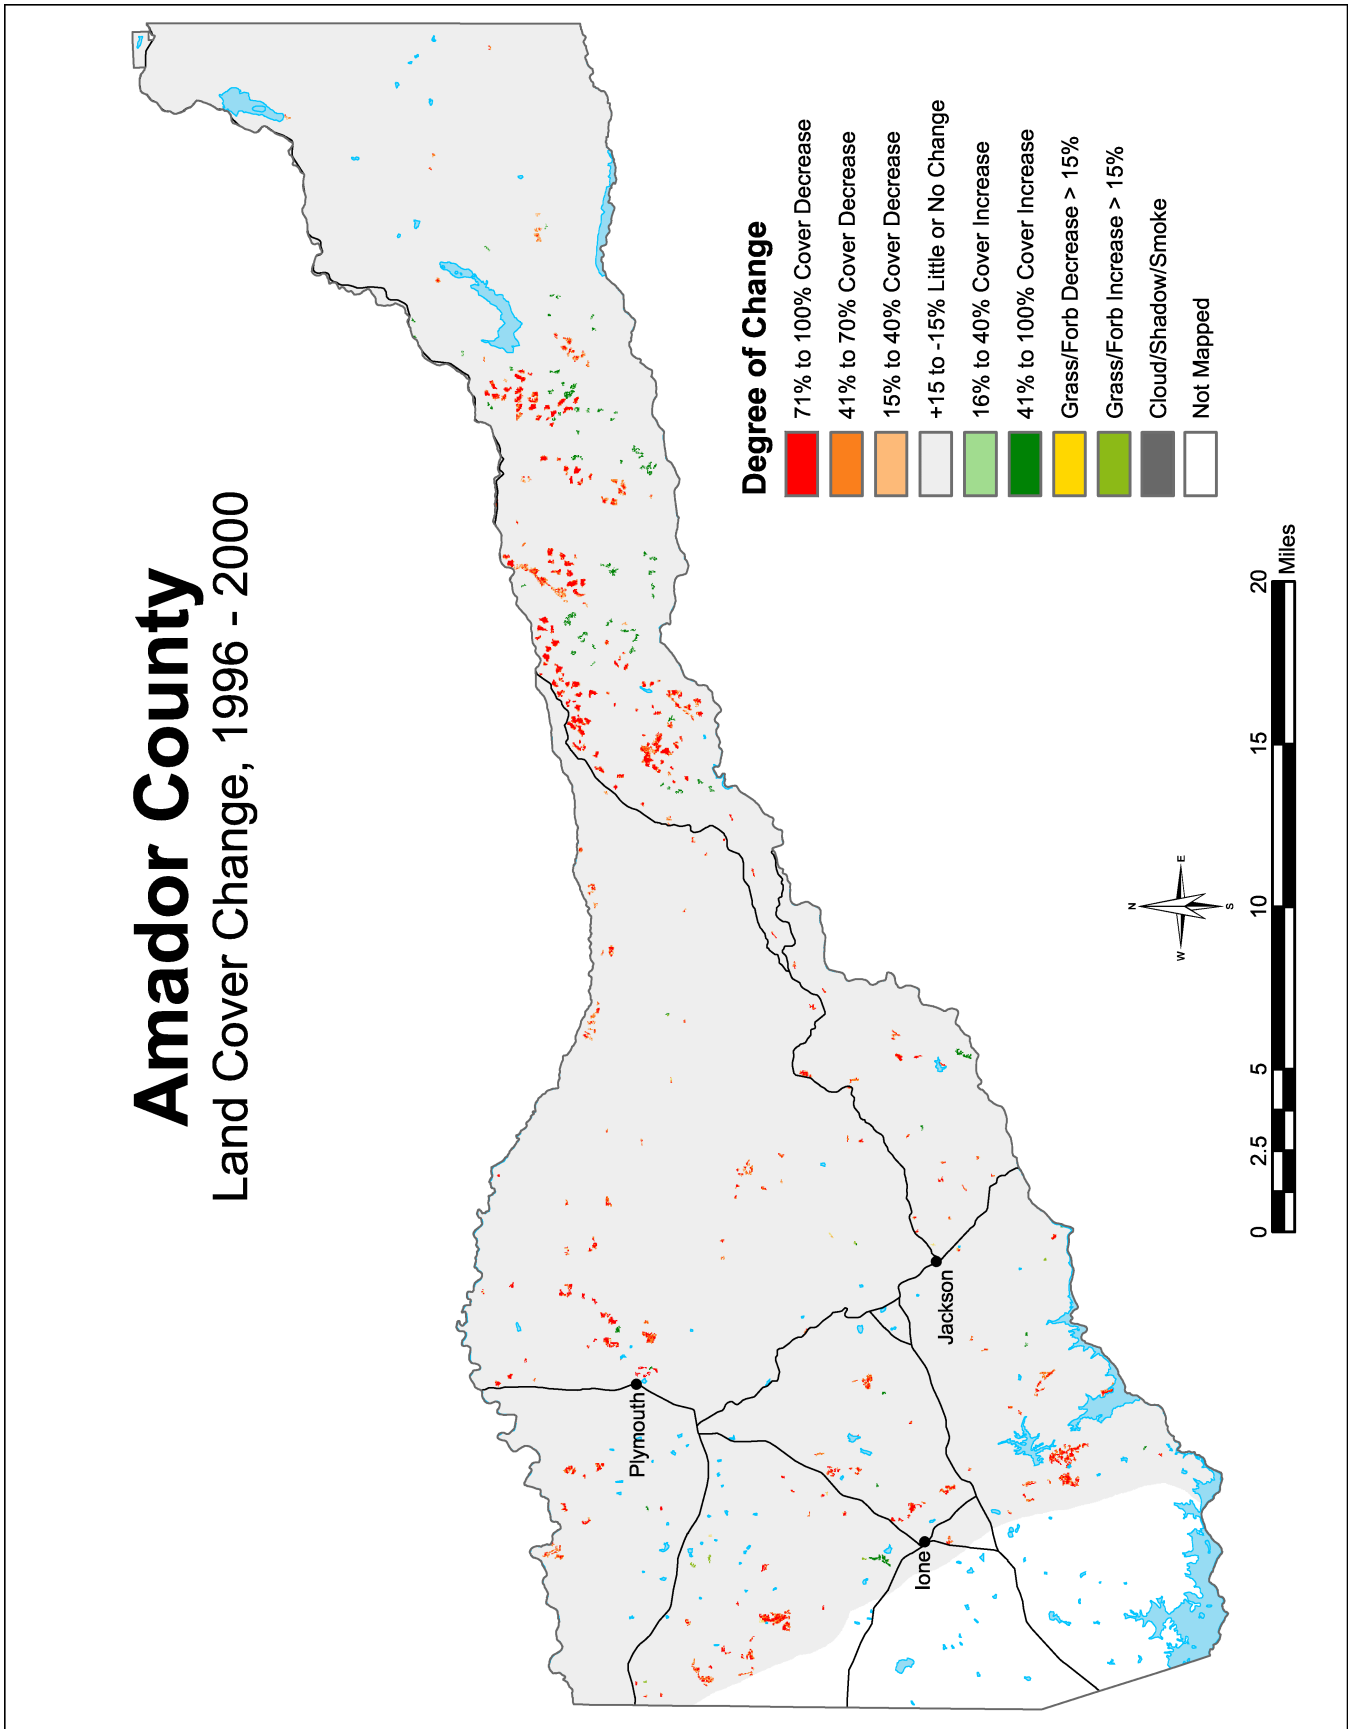 Amador County
Land Cover Change, 1996 - 2000
Plymouth
Jackson
Ione
Degree of Change
71% to 100% Cover Decrease
41% to 70% Cover Decrease
15% to 40% Cover Decrease
+15 to -15% Little or No Change
16% to 40% Cover Increase
41% to 100% Cover Increase
Grass/Forb Decrease > 15%
Grass/Forb Increase > 15%
Cloud/Shadow/Smoke
Not Mapped
N
W E
S
0 2.5 5 10 15 20
Miles